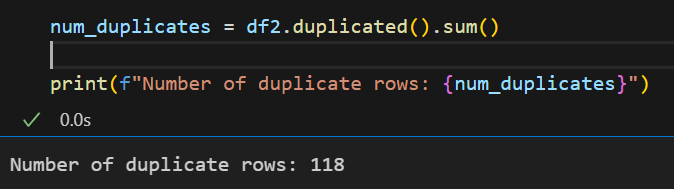 num_duplicates = df2.duplicated().sum()
print(f"Number of duplicate rows: {num_duplicates}")
0.0s
Number of duplicate rows: 118